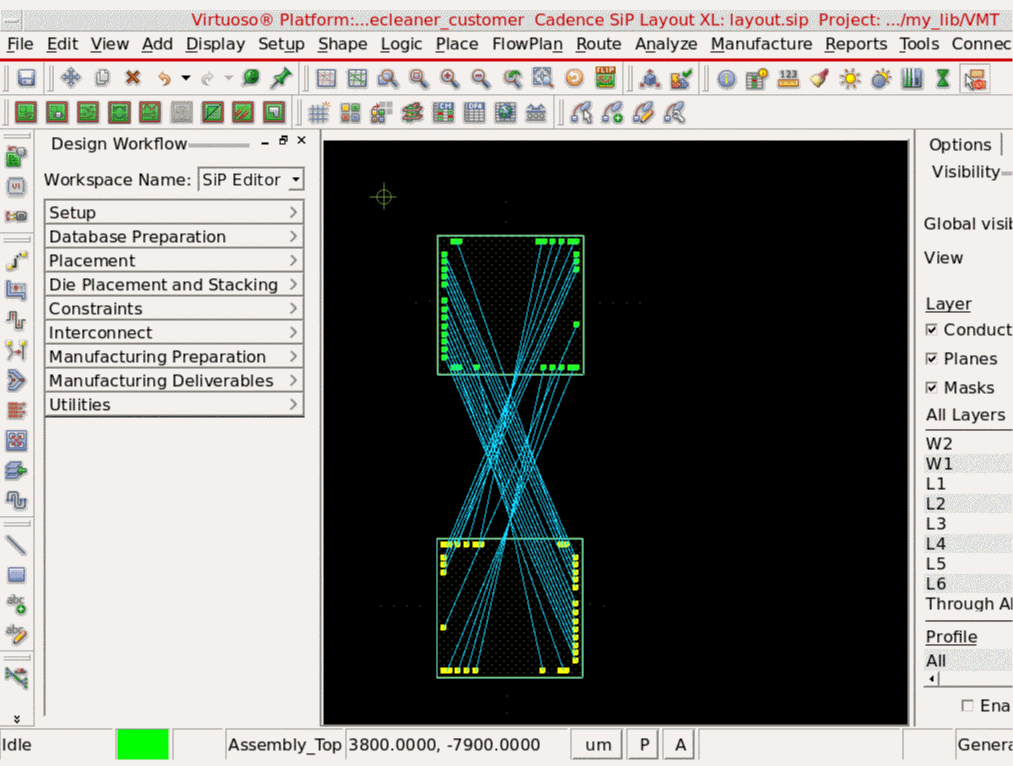 Virtuoso® Platform:...ecleaner_customer Cadence SiP Layout XL: layout.sip Project: .../my_lib/VMT
File Edit View Add Display Setup Shape Logic Place FlowPlan Route Analyze Manufacture Reports Tools Connec
Design Workflow
Workspace Name: SiP Editor
Setup
Database Preparation
Placement
Die Placement and Stacking
Constraints
Interconnect
Manufacturing Preparation
Manufacturing Deliverables
Utilities
Options
Visibility
Global visib
View
Layer
Conduct
Planes
Masks
All Layers
W2
W1
L1
L2
L3
L4
L5
L6
Through Al
Profile
All
Ena
Idle
Assembly_Top
3800.0000, -7900.0000
um
P
A
Genera